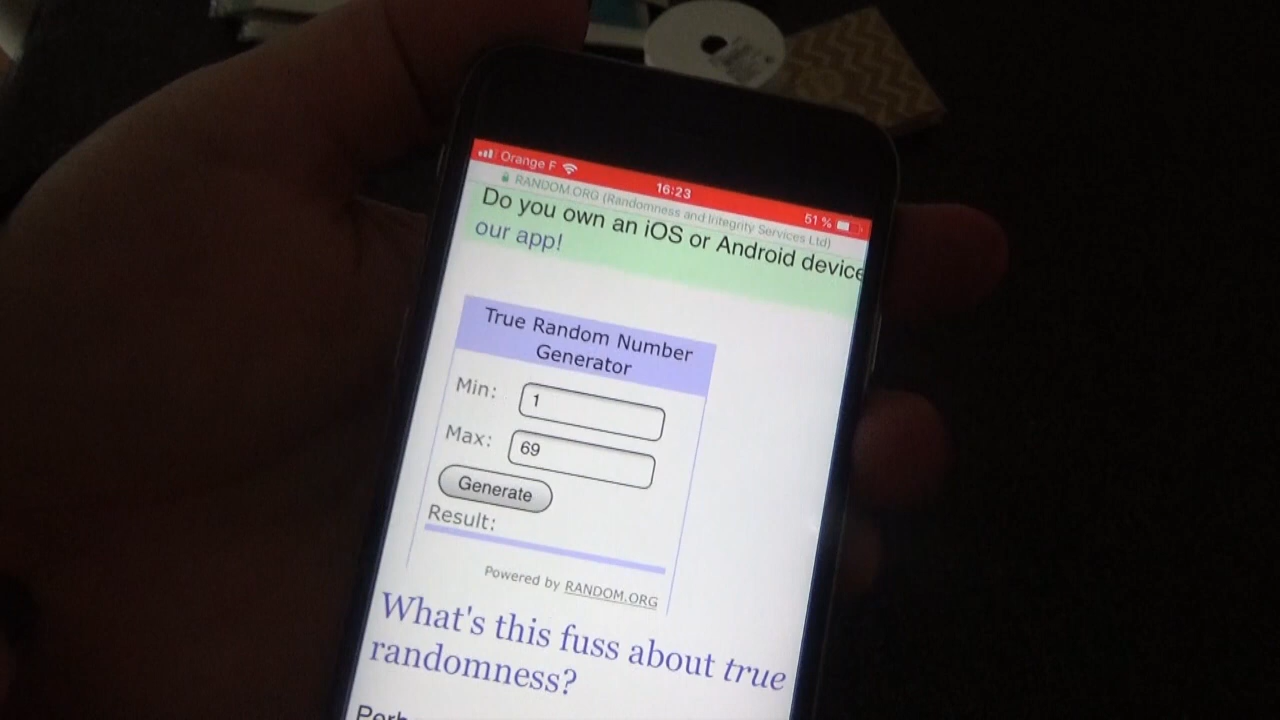 Orange F 16:23 51 %
RANDOM.ORG (Randomness and Integrity Services Ltd)
Do you own an iOS or Android device
our app!
True Random Number
Generator
Min: 1
Max: 69
Generate
Result:
Powered by RANDOM.ORG
What's this fuss about true
randomness?